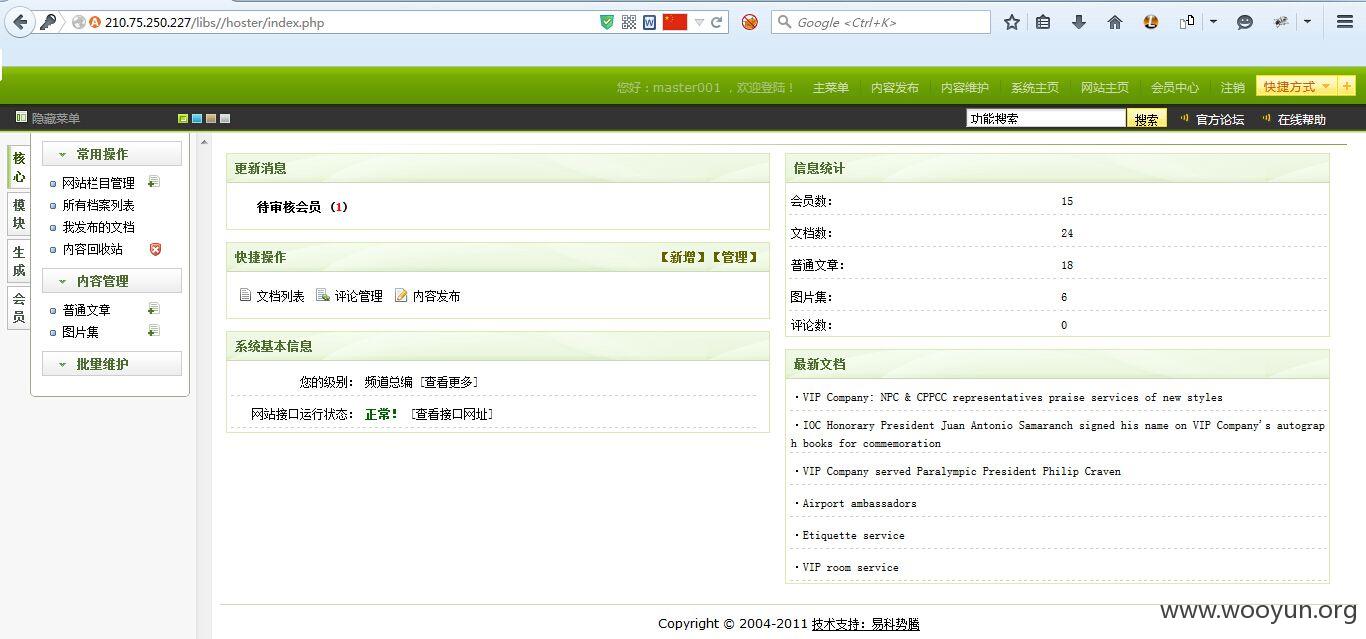 210.75.250.227/libs//hoster/index.php
Google <Ctrl+K>
您好：master001 ，欢迎登陆！ 主菜单 内容发布 内容维护 系统主页 网站主页 会员中心 注销 快捷方式
隐藏菜单
功能搜索 搜索 官方论坛 在线帮助
核心
模块
生成
会员
常用操作
网站栏目管理
所有档案列表
我发布的文档
内容回收站
内容管理
普通文章
图片集
批量维护
更新消息
待审核会员（1）
快捷操作 【新增】【管理】
文档列表 评论管理 内容发布
系统基本信息
您的级别： 频道总编 [查看更多]
网站接口运行状态： 正常！ [查看接口网址]
信息统计
会员数： 15
文档数： 24
普通文章： 18
图片集： 6
评论数： 0
最新文档
·VIP Company: NPC & CPPCC representatives praise services of new styles
·IOC Honorary President Juan Antonio Samaranch signed his name on VIP Company's autograp
h books for commemoration
·VIP Company served Paralympic President Philip Craven
·Airport ambassadors
·Etiquette service
·VIP room service
Copyright © 2004-2011 技术支持：易科势腾
www.wooyun.org